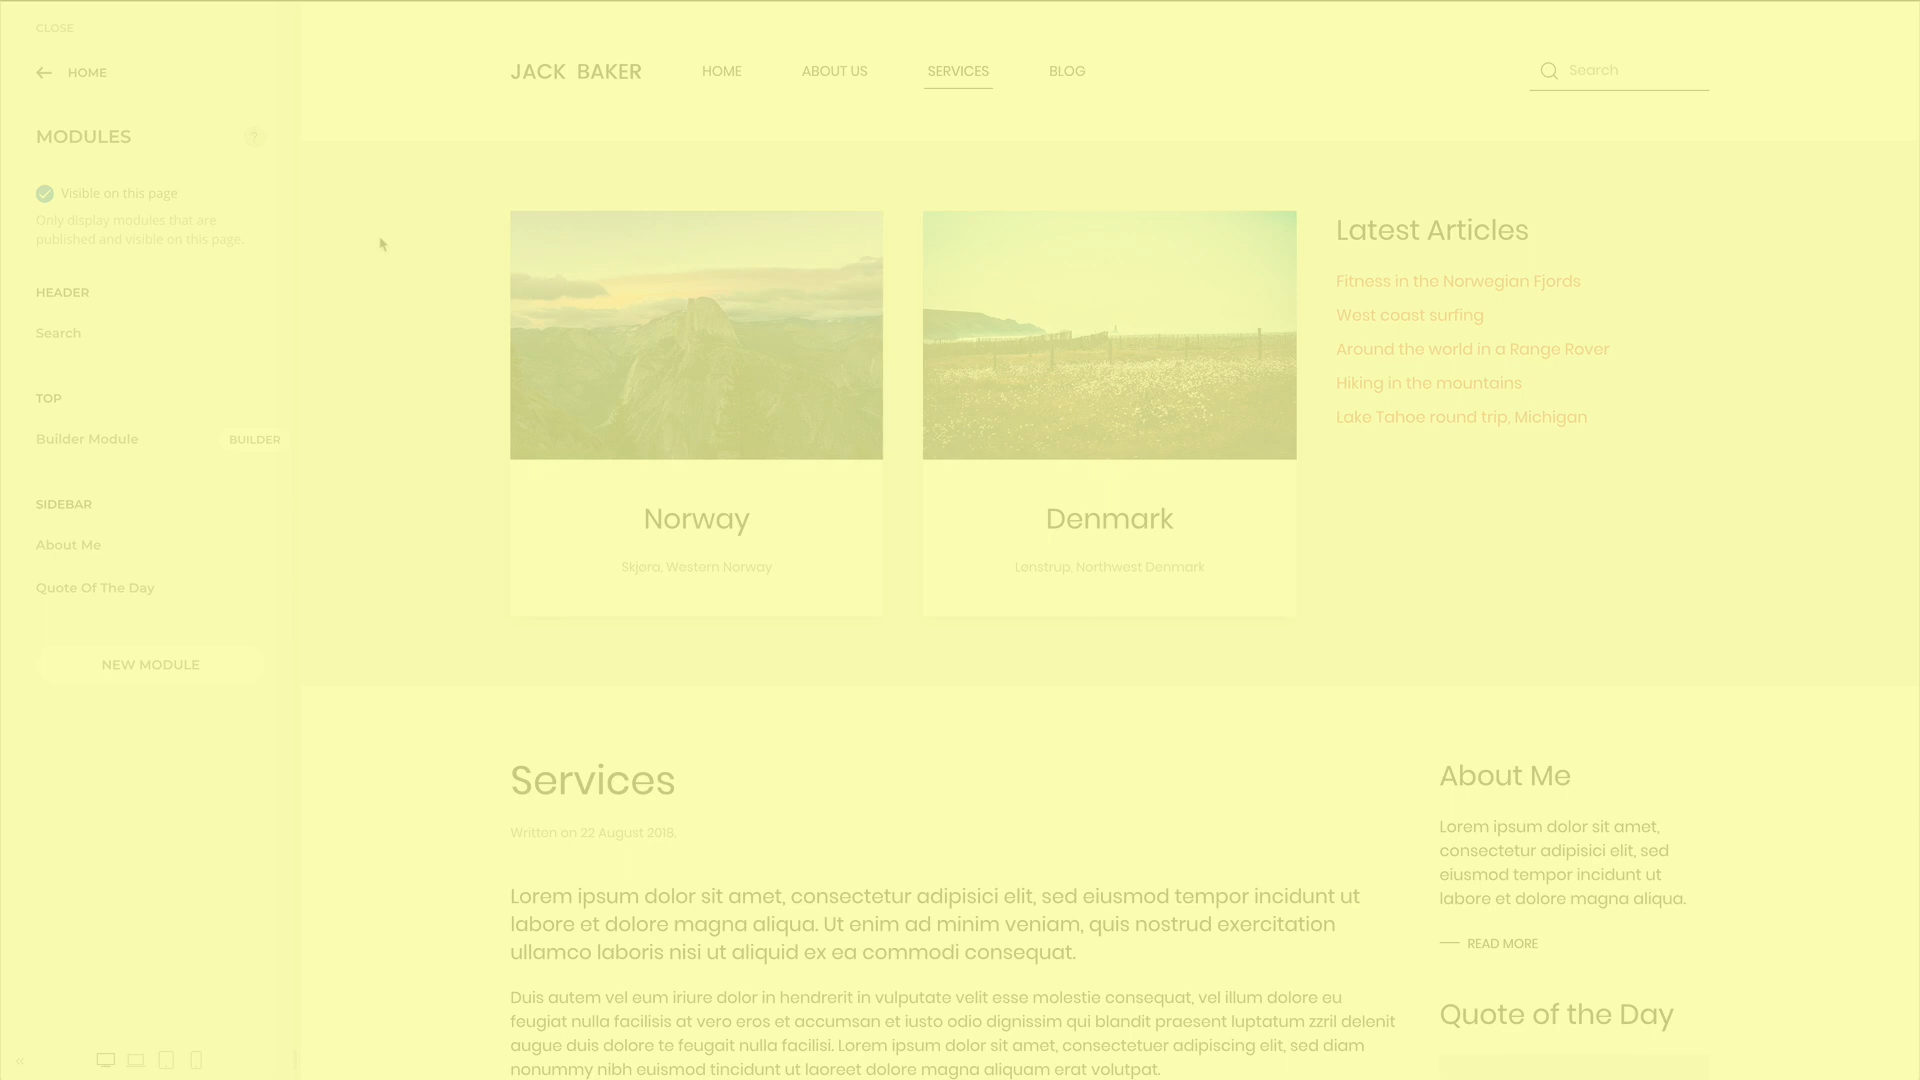 CLOSE
HOME
MODULES
?
Visible on this page
Only display modules that are
published and visible on this page.
HEADER
Search
TOP
Builder Module
BUILDER
SIDEBAR
About Me
Quote Of The Day
NEW MODULE
JACK BAKER
HOME
ABOUT US
SERVICES
BLOG
Search
Norway
Skjøra, Western Norway
Denmark
Lønstrup, Northwest Denmark
Latest Articles
Fitness in the Norwegian Fjords
West coast surfing
Around the world in a Range Rover
Hiking in the mountains
Lake Tahoe round trip, Michigan
Services
Written on 22 August 2018.
Lorem ipsum dolor sit amet, consectetur adipisici elit, sed eiusmod tempor incidunt ut
labore et dolore magna aliqua. Ut enim ad minim veniam, quis nostrud exercitation
ullamco laboris nisi ut aliquid ex ea commodi consequat.
Duis autem vel eum iriure dolor in hendrerit in vulputate velit esse molestie consequat, vel illum dolore eu
feugiat nulla facilisis at vero eros et accumsan et iusto odio dignissim qui blandit praesent luptatum zzril delenit
augue duis dolore te feugait nulla facilisi. Lorem ipsum dolor sit amet, consectetuer adipiscing elit, sed diam
nonummy nibh euismod tincidunt ut laoreet dolore magna aliquam erat volutpat.
About Me
Lorem ipsum dolor sit amet,
consectetur adipisici elit, sed
eiusmod tempor incidunt ut
labore et dolore magna aliqua.
READ MORE
Quote of the Day